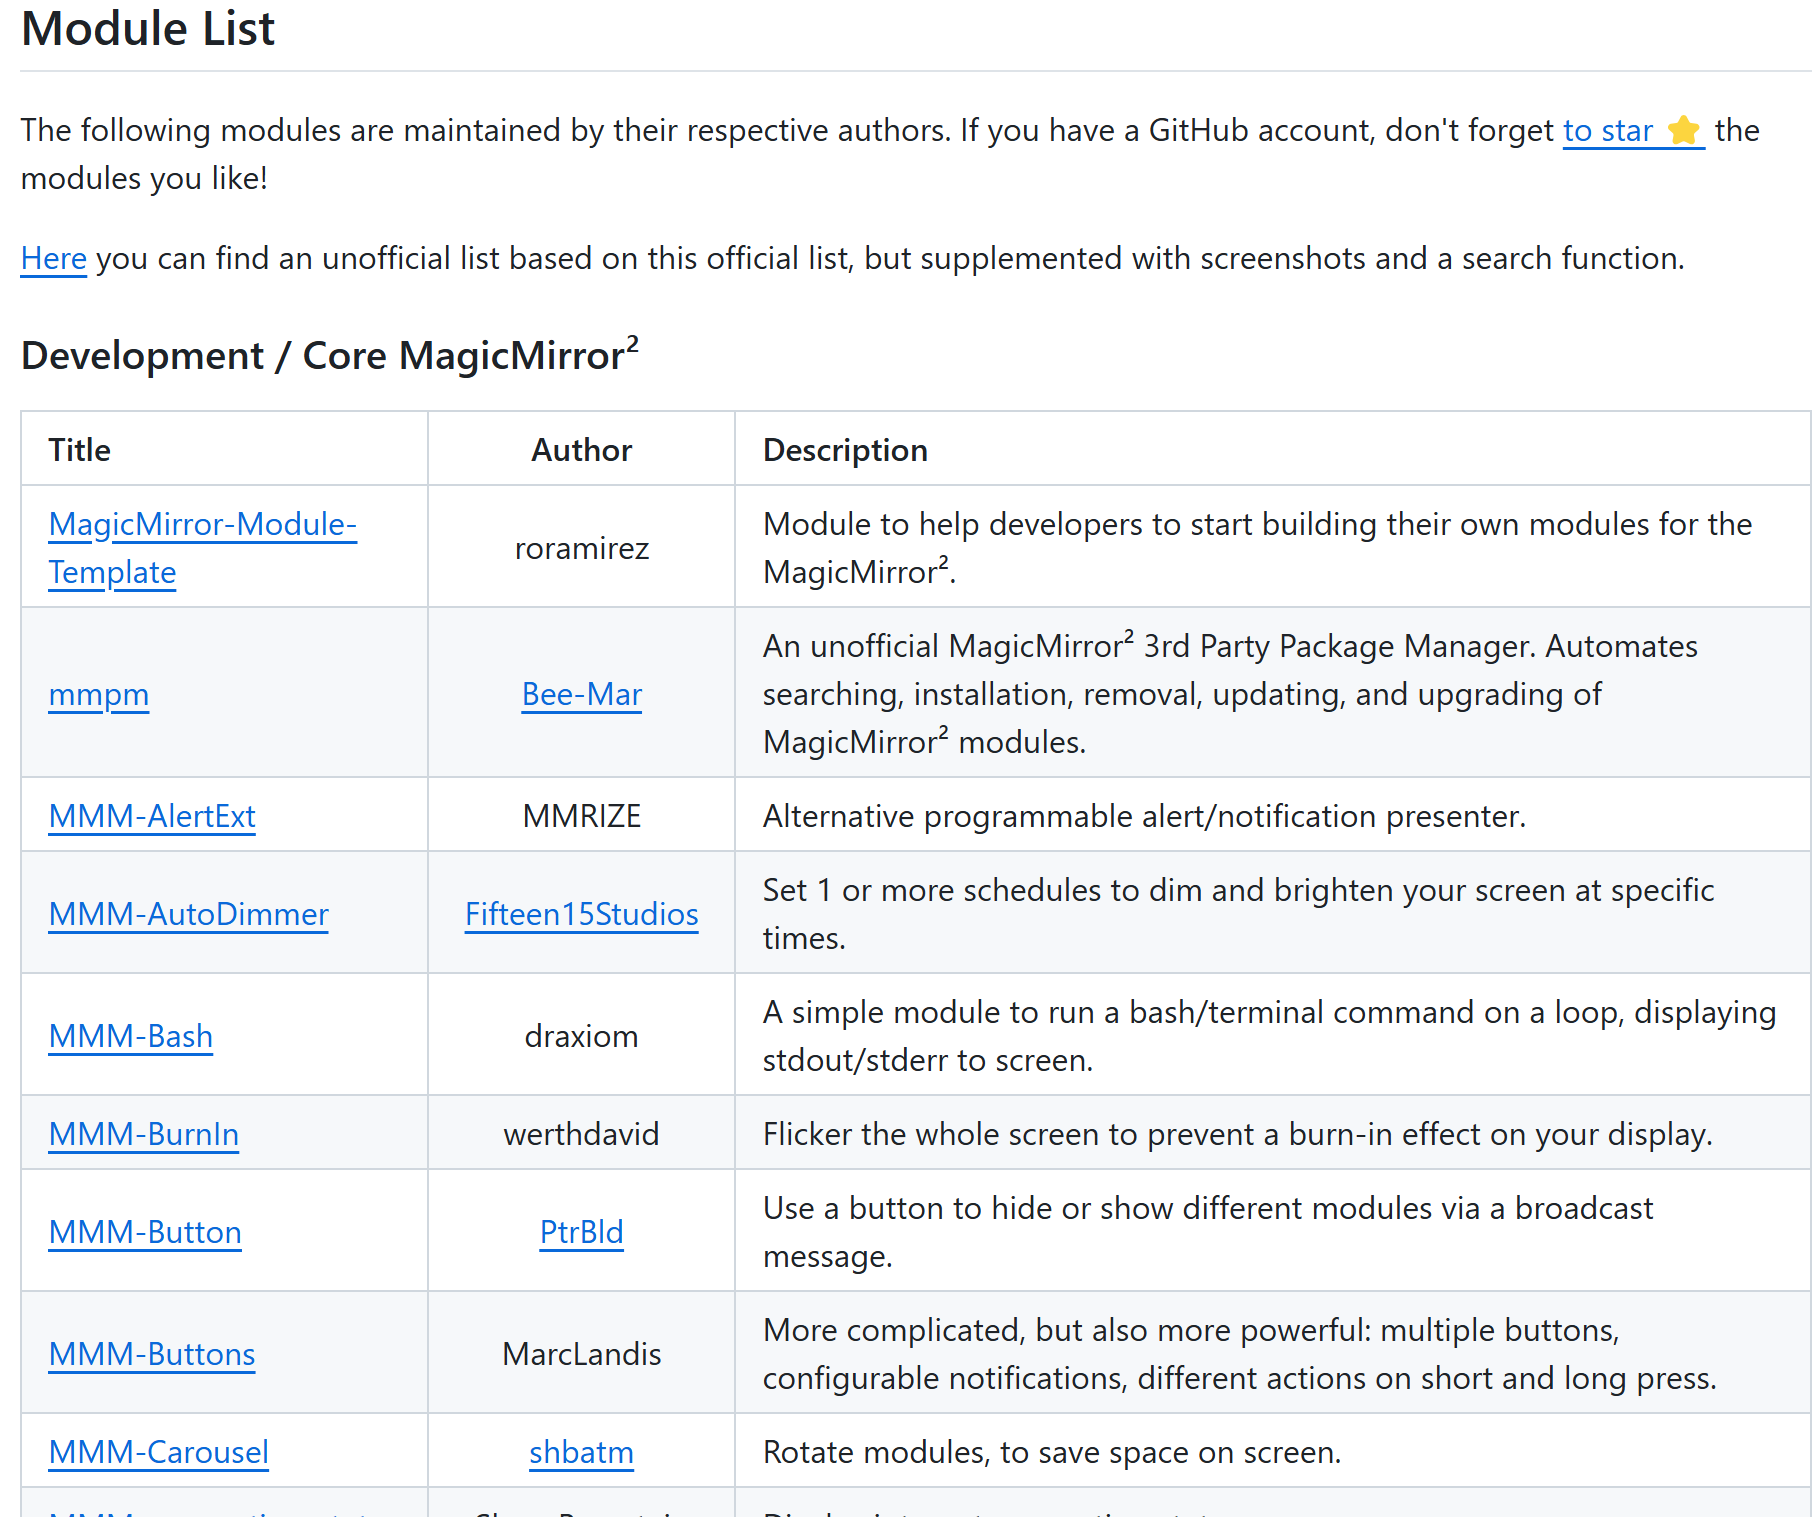 Module List
The following modules are maintained by their respective authors. If you have a GitHub account, don't forget to star ⭐ the
modules you like!
Here you can find an unofficial list based on this official list, but supplemented with screenshots and a search function.
Development / Core MagicMirror²
Title Author Description
MagicMirror-Module-
Template
roramirez
Module to help developers to start building their own modules for the
MagicMirror².
mmpm
Bee-Mar
An unofficial MagicMirror² 3rd Party Package Manager. Automates
searching, installation, removal, updating, and upgrading of
MagicMirror² modules.
MMM-AlertExt MMRIZE Alternative programmable alert/notification presenter.
MMM-AutoDimmer
Fifteen15Studios
Set 1 or more schedules to dim and brighten your screen at specific
times.
MMM-Bash
draxiom
A simple module to run a bash/terminal command on a loop, displaying
stdout/stderr to screen.
MMM-BurnIn werthdavid Flicker the whole screen to prevent a burn-in effect on your display.
MMM-Button
PtrBld
Use a button to hide or show different modules via a broadcast
message.
MMM-Buttons
MarcLandis
More complicated, but also more powerful: multiple buttons,
configurable notifications, different actions on short and long press.
MMM-Carousel shbatm Rotate modules, to save space on screen.